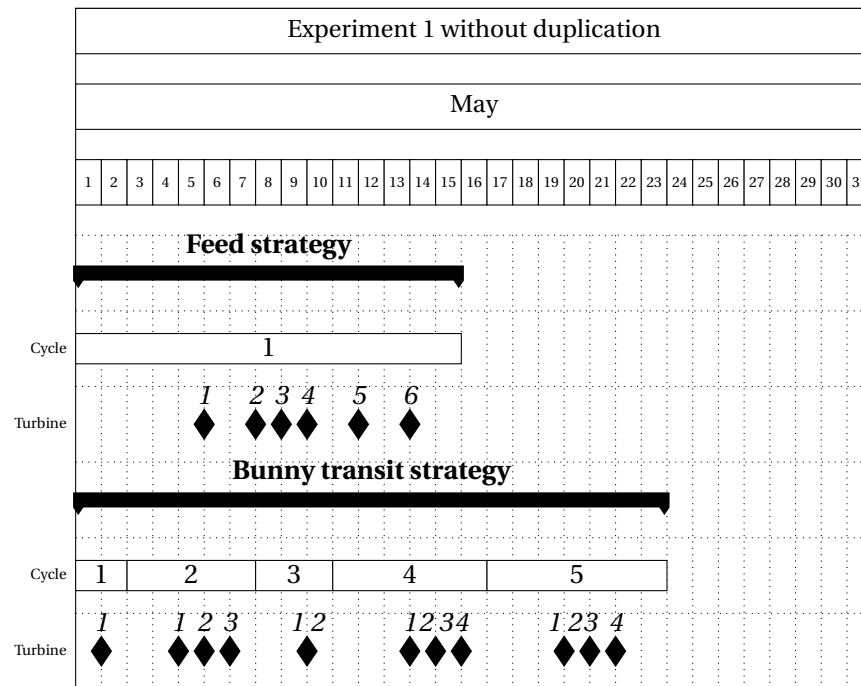 Experiment 1 without duplication
May
1 2 3 4 5 6 7 8 9 10 11 12 13 14 15 16 17 18 19 20 21 22 23 24 25 26 27 28 29 30 3
Feed strategy
Cycle 1
1 2 3 4 5 6
Turbine
Bunny transit strategy
Cycle 1 2 3 4 5
1 1 2 3 1 2 1 2 3 4 1 2 3 4
Turbine